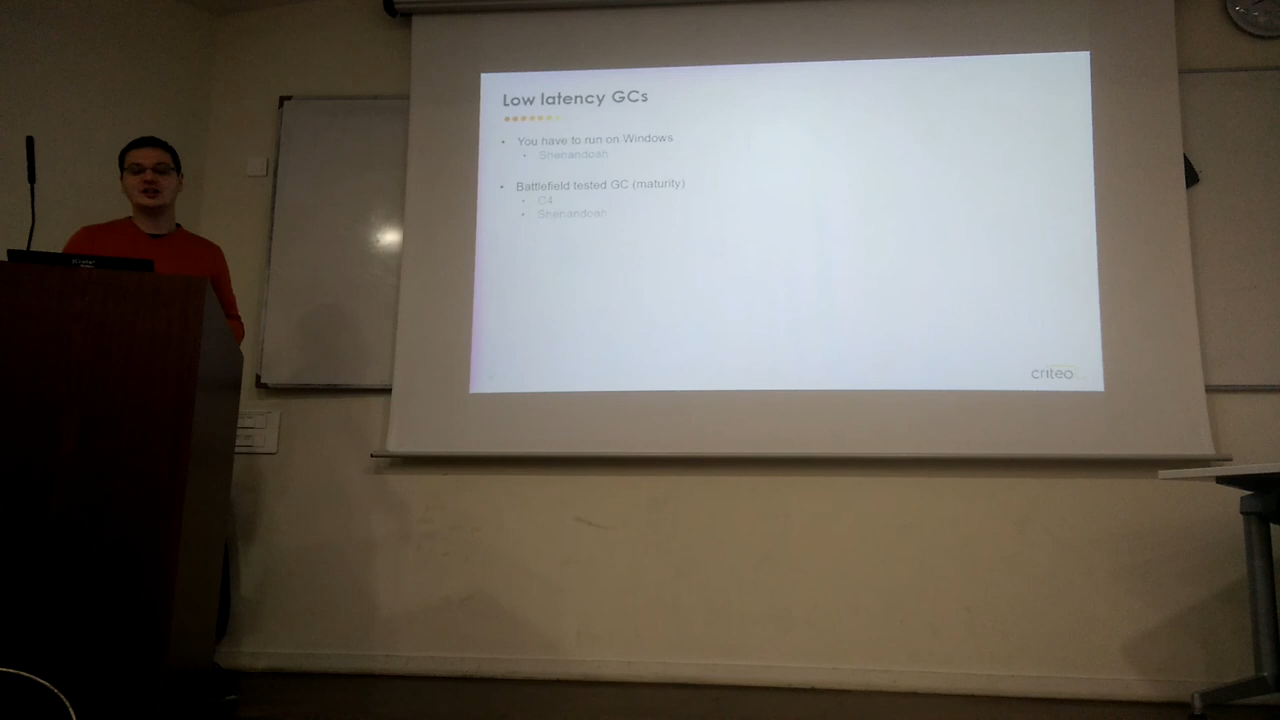 Low latency GCs
• You have to run on Windows
• Shenandoah
• Battlefield tested GC (maturity)
• C4
• Shenandoah
criteo